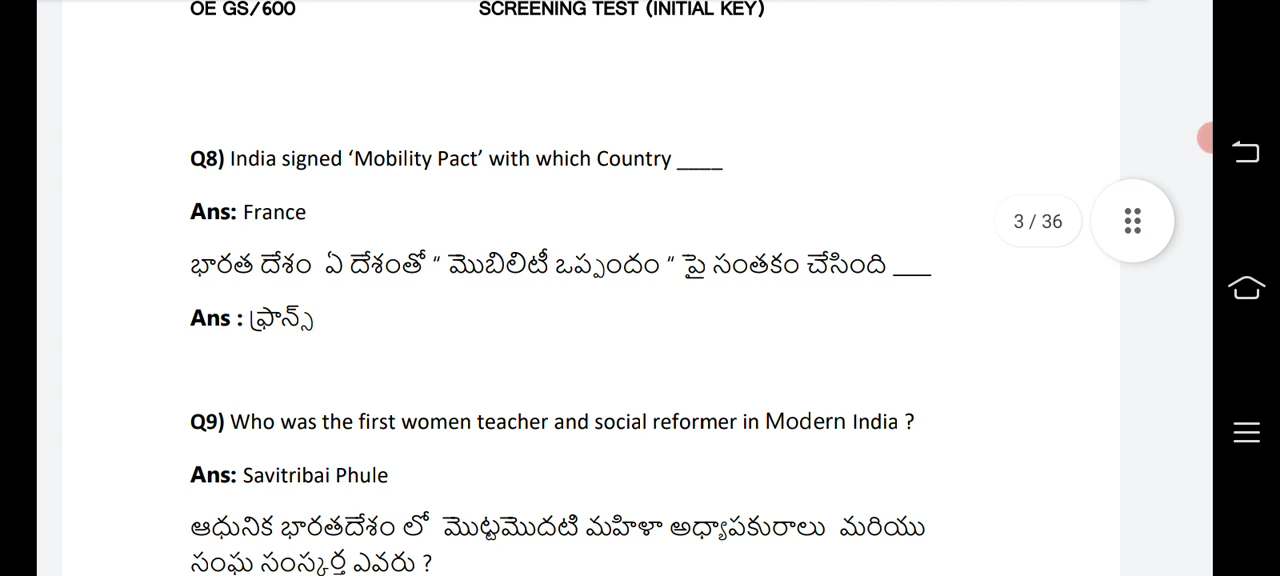 OE GS/600 SCREENING TEST (INITIAL KEY)
Q8) India signed ‘Mobility Pact’ with which Country ____
Ans: France
భారత దేశం ఏ దేశంతో “ మొబిలిటీ ఒప్పందం “ పై సంతకం చేసింది ___
Ans : ఫ్రాన్స్
3 / 36
Q9) Who was the first women teacher and social reformer in Modern India ?
Ans: Savitribai Phule
ఆధునిక భారతదేశం లో మొట్టమొదటి మహిళా అధ్యాపకురాలు మరియు
సంఘ సంస్కర్త ఎవరు ?